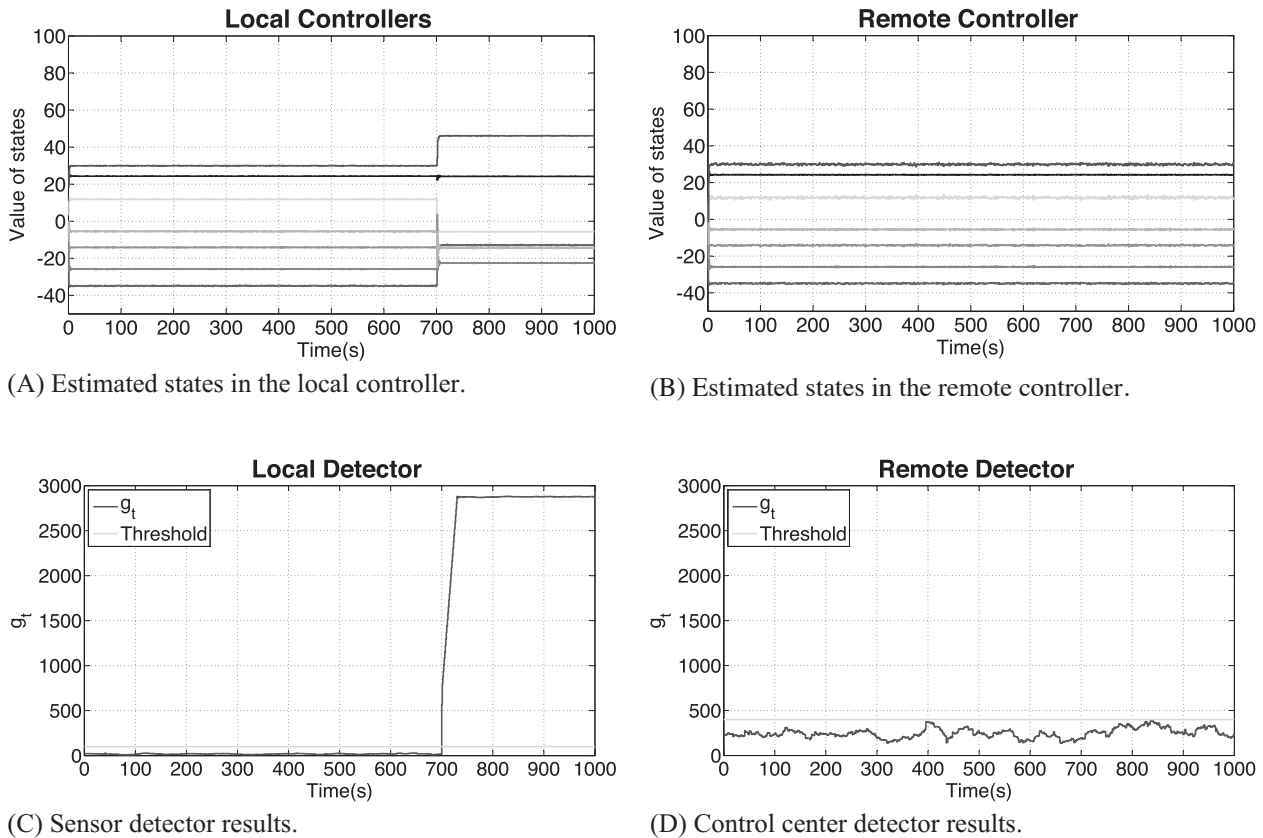 Local Controllers
100
80
60
40
20
0
-20
-40
Value of states
0 100 200 300 400 500 600 700 800 900 1000
Time(s)
(A) Estimated states in the local controller.
Remote Controller
100
80
60
40
20
0
-20
-40
Value of states
0 100 200 300 400 500 600 700 800 900 1000
Time(s)
(B) Estimated states in the remote controller.
Local Detector
3000
2500
2000
1500
1000
500
0
g_t
g_t
Threshold
0 100 200 300 400 500 600 700 800 900 1000
Time(s)
(C) Sensor detector results.
Remote Detector
3000
2500
2000
1500
1000
500
0
g_t
g_t
Threshold
0 100 200 300 400 500 600 700 800 900 1000
Time(s)
(D) Control center detector results.